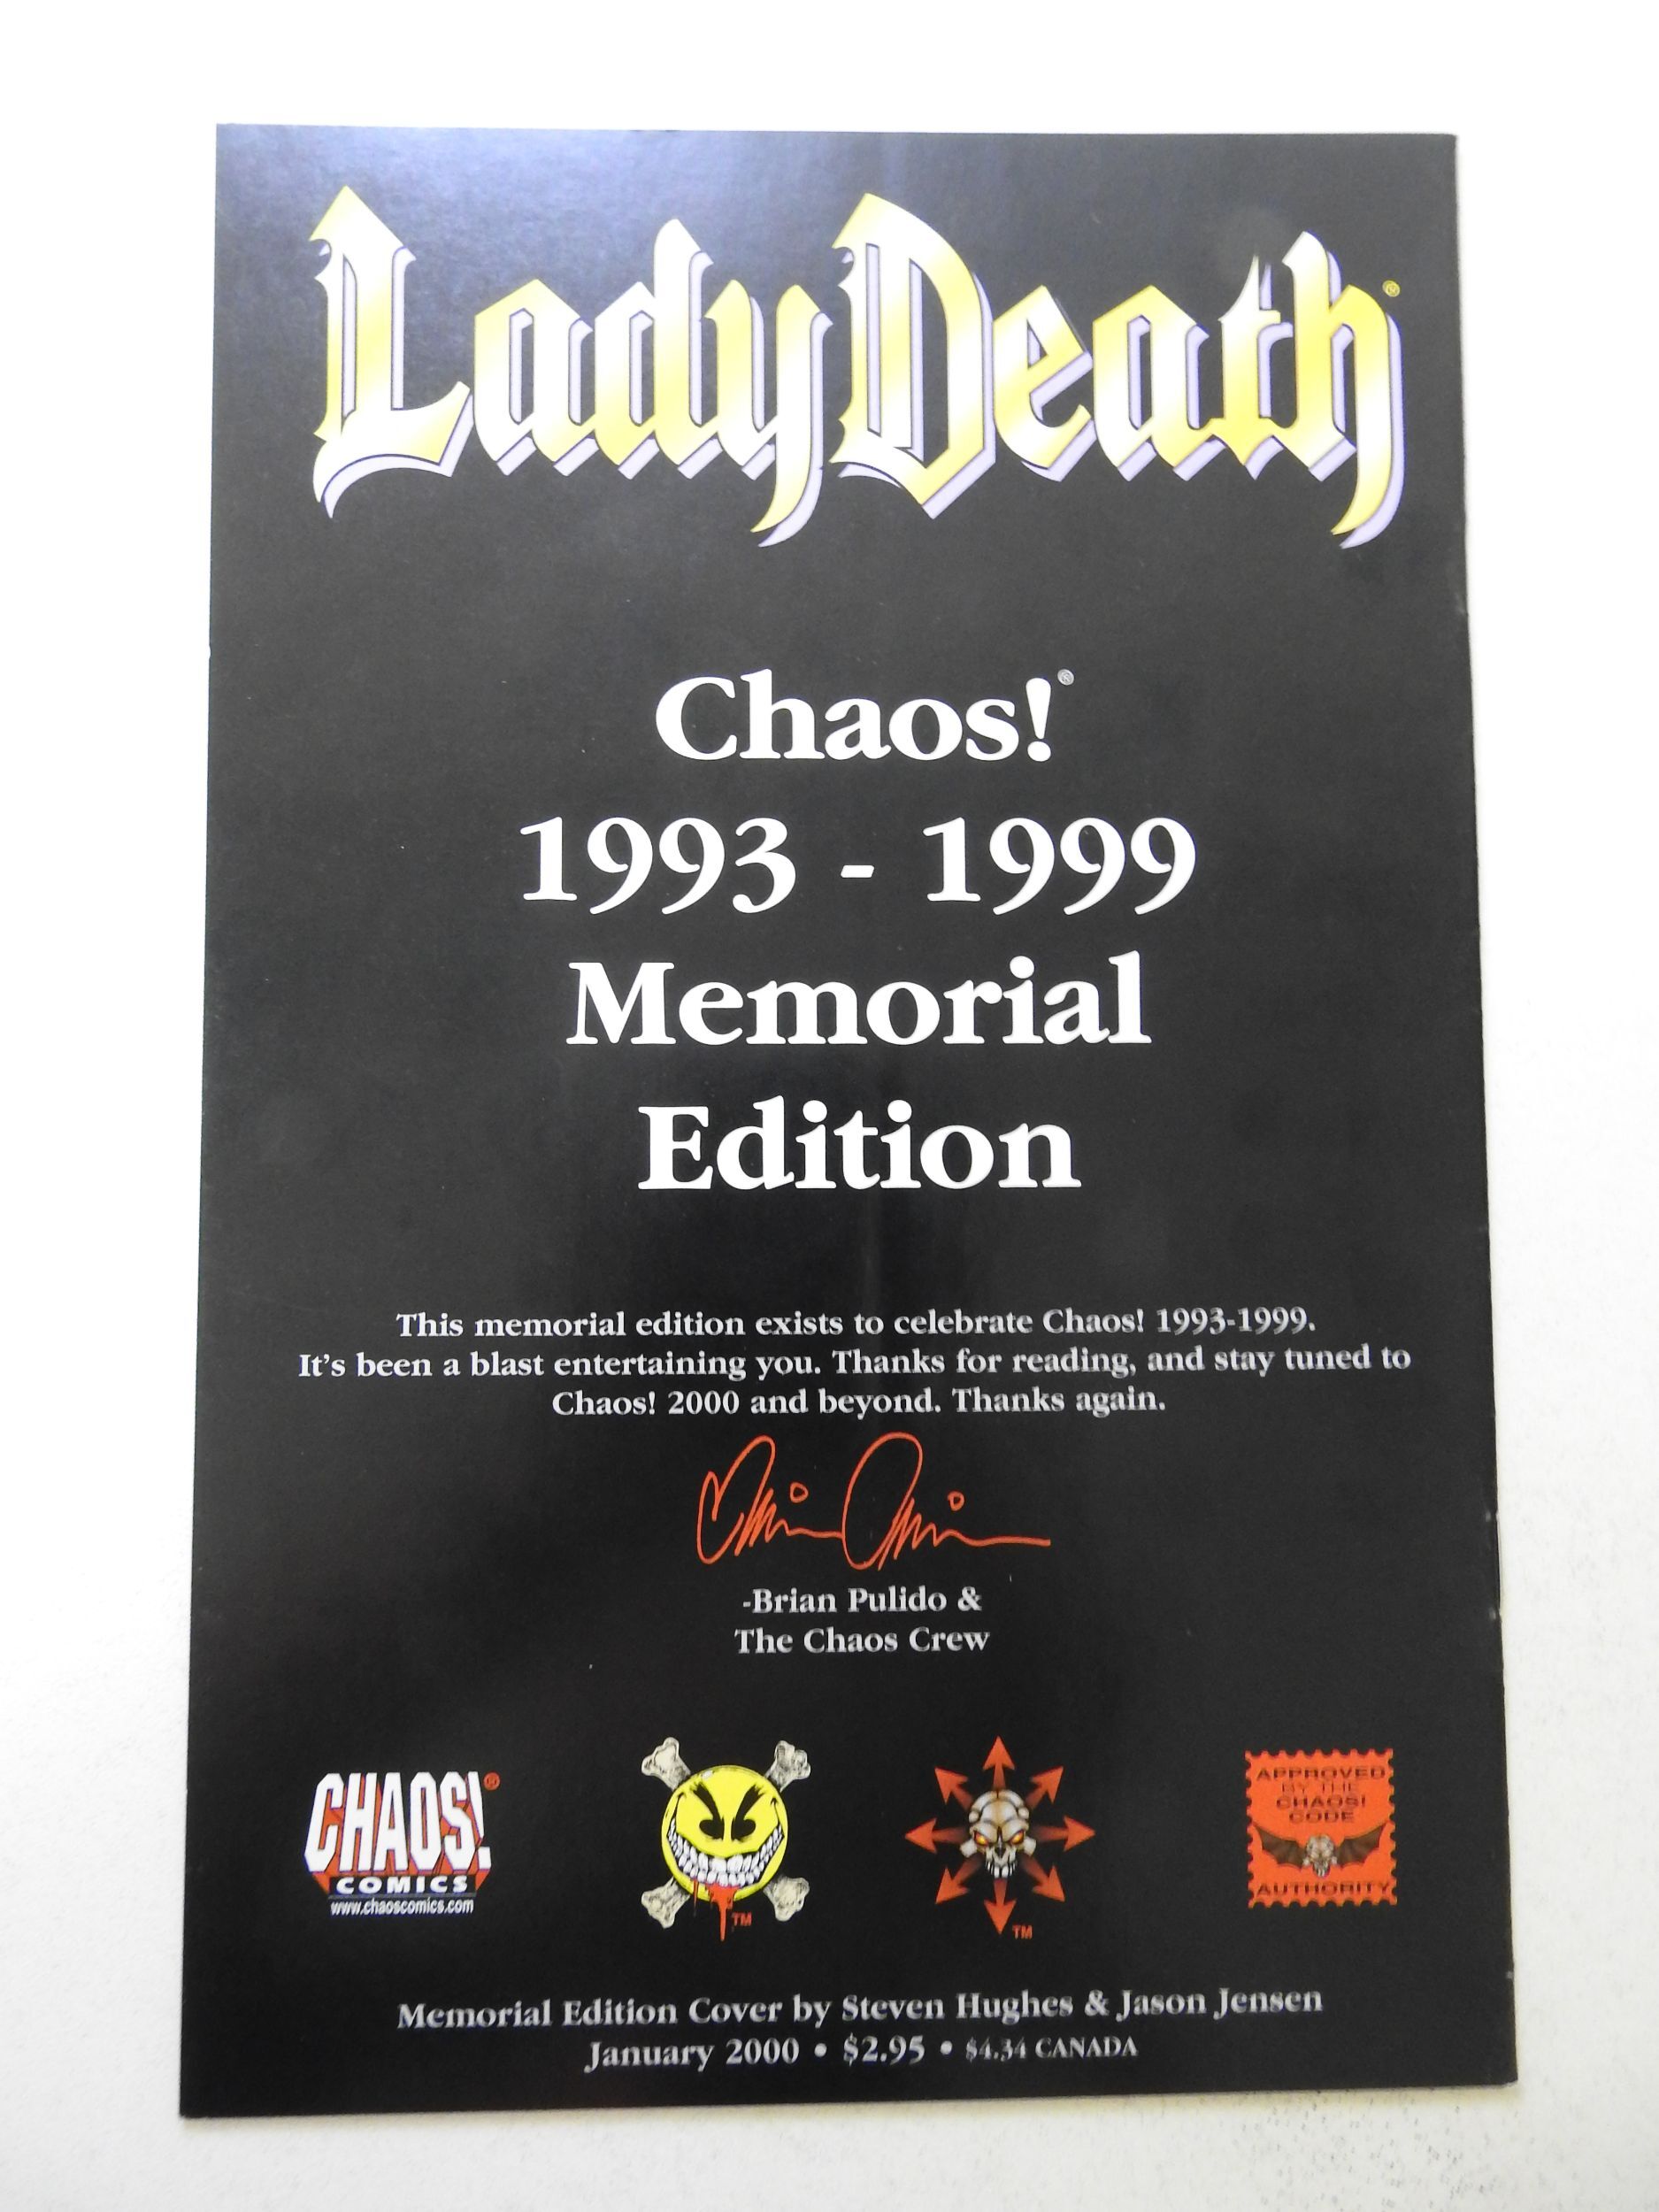 Lady Death®
Chaos!®
1993 - 1999
Memorial
Edition
This memorial edition exists to celebrate Chaos! 1993-1999.
It's been a blast entertaining you. Thanks for reading, and stay tuned to
Chaos! 2000 and beyond. Thanks again.
-Brian Pulido &
The Chaos Crew
CHAOS!®
COMICS
www.chaoscomics.com
TM
TM
APPROVED
BY THE
CHAOS!
CODE
AUTHORITY
Memorial Edition Cover by Steven Hughes & Jason Jensen
January 2000 • $2.95 • $4.34 CANADA